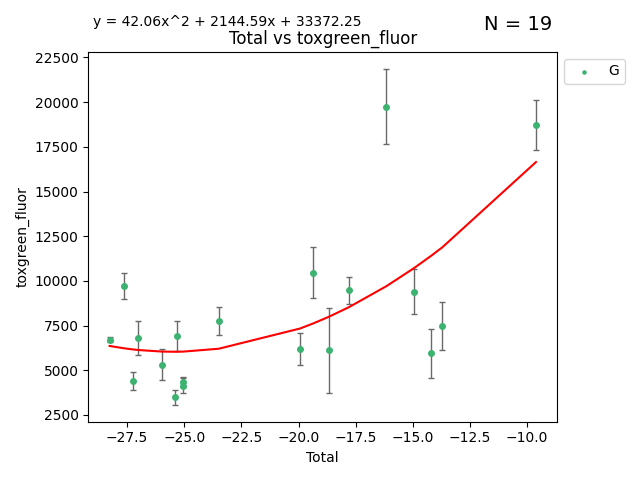 y = 42.06x^2 + 2144.59x + 33372.25
N = 19
Total vs toxgreen_fluor
G
22500
20000
17500
15000
12500
10000
7500
5000
2500
toxgreen_fluor
−27.5 −25.0 −22.5 −20.0 −17.5 −15.0 −12.5 −10.0
Total